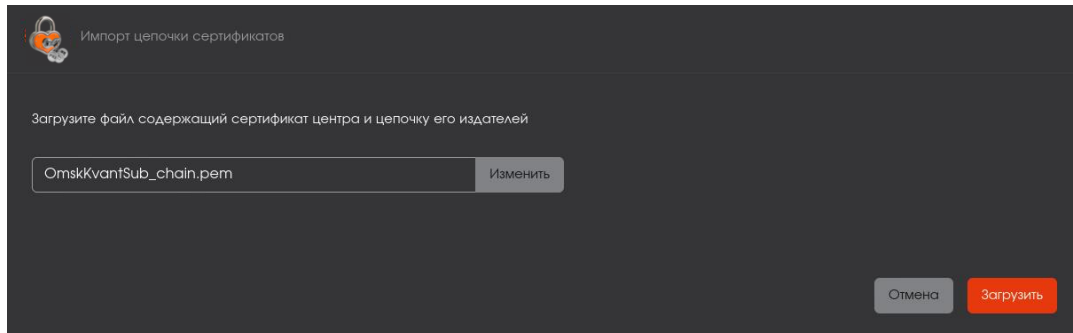 Импорт цепочки сертификатов
Загрузите файл содержащий сертификат центра и цепочку его издателей
OmskKvantSub_chain.pem
Изменить
Отмена
Загрузить